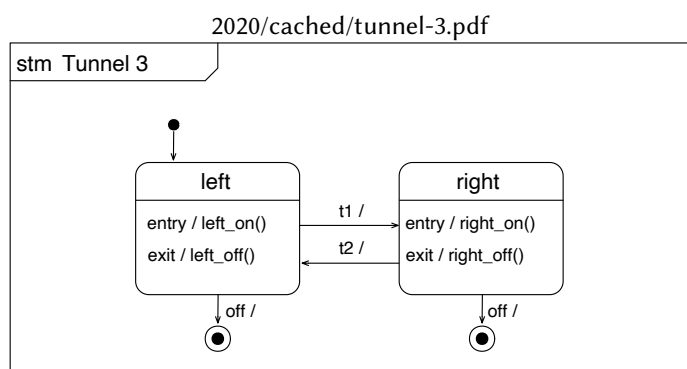 2020/cached/tunnel-3.pdf
stm Tunnel 3
left
entry / left_on()
exit / left_off()
t1 /
t2 /
right
entry / right_on()
exit / right_off()
off /
off /